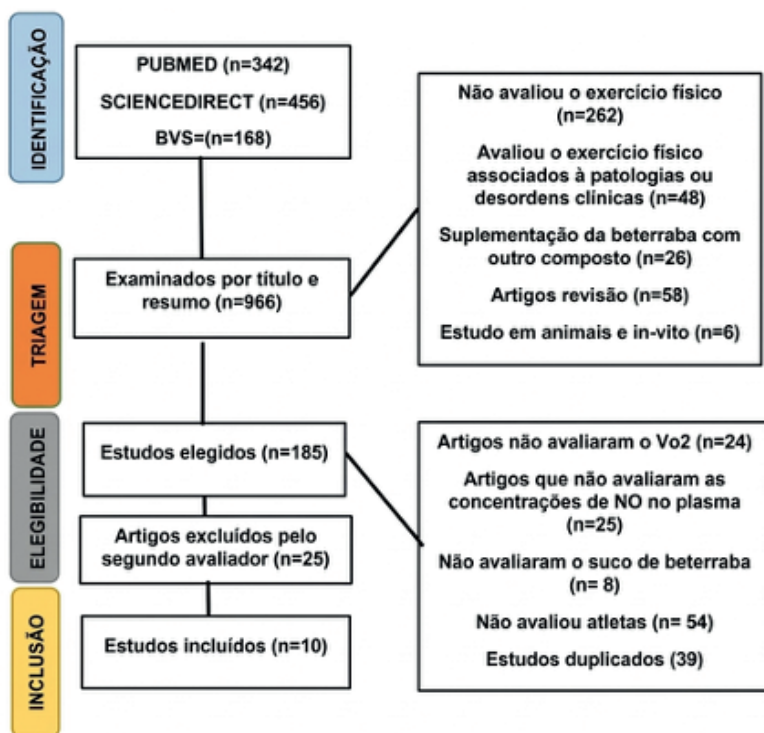 IDENTIFICAÇÃO
PUBMED (n=342)
SCIENCEDIRECT (n=456)
BVS=(n=168)
Não avaliou o exercício físico
(n=262)
Avaliou o exercício físico
associados à patologias ou
desordens clínicas (n=48)
Suplementação da beterraba com
outro composto (n=26)
Artigos revisão (n=58)
Estudo em animais e in-vito (n=6)
TRIAGEM
Examinados por título e
resumo (n=966)
ELEGIBILIDADE
Estudos elegidos (n=185)
Artigos excluídos pelo
segundo avaliador (n=25)
Artigos não avaliaram o Vo2 (n=24)
Artigos que não avaliaram as
concentrações de NO no plasma
(n=25)
Não avaliaram o suco de beterraba
(n= 8)
Não avaliou atletas (n= 54)
Estudos duplicados (39)
INCLUSÃO
Estudos incluídos (n=10)